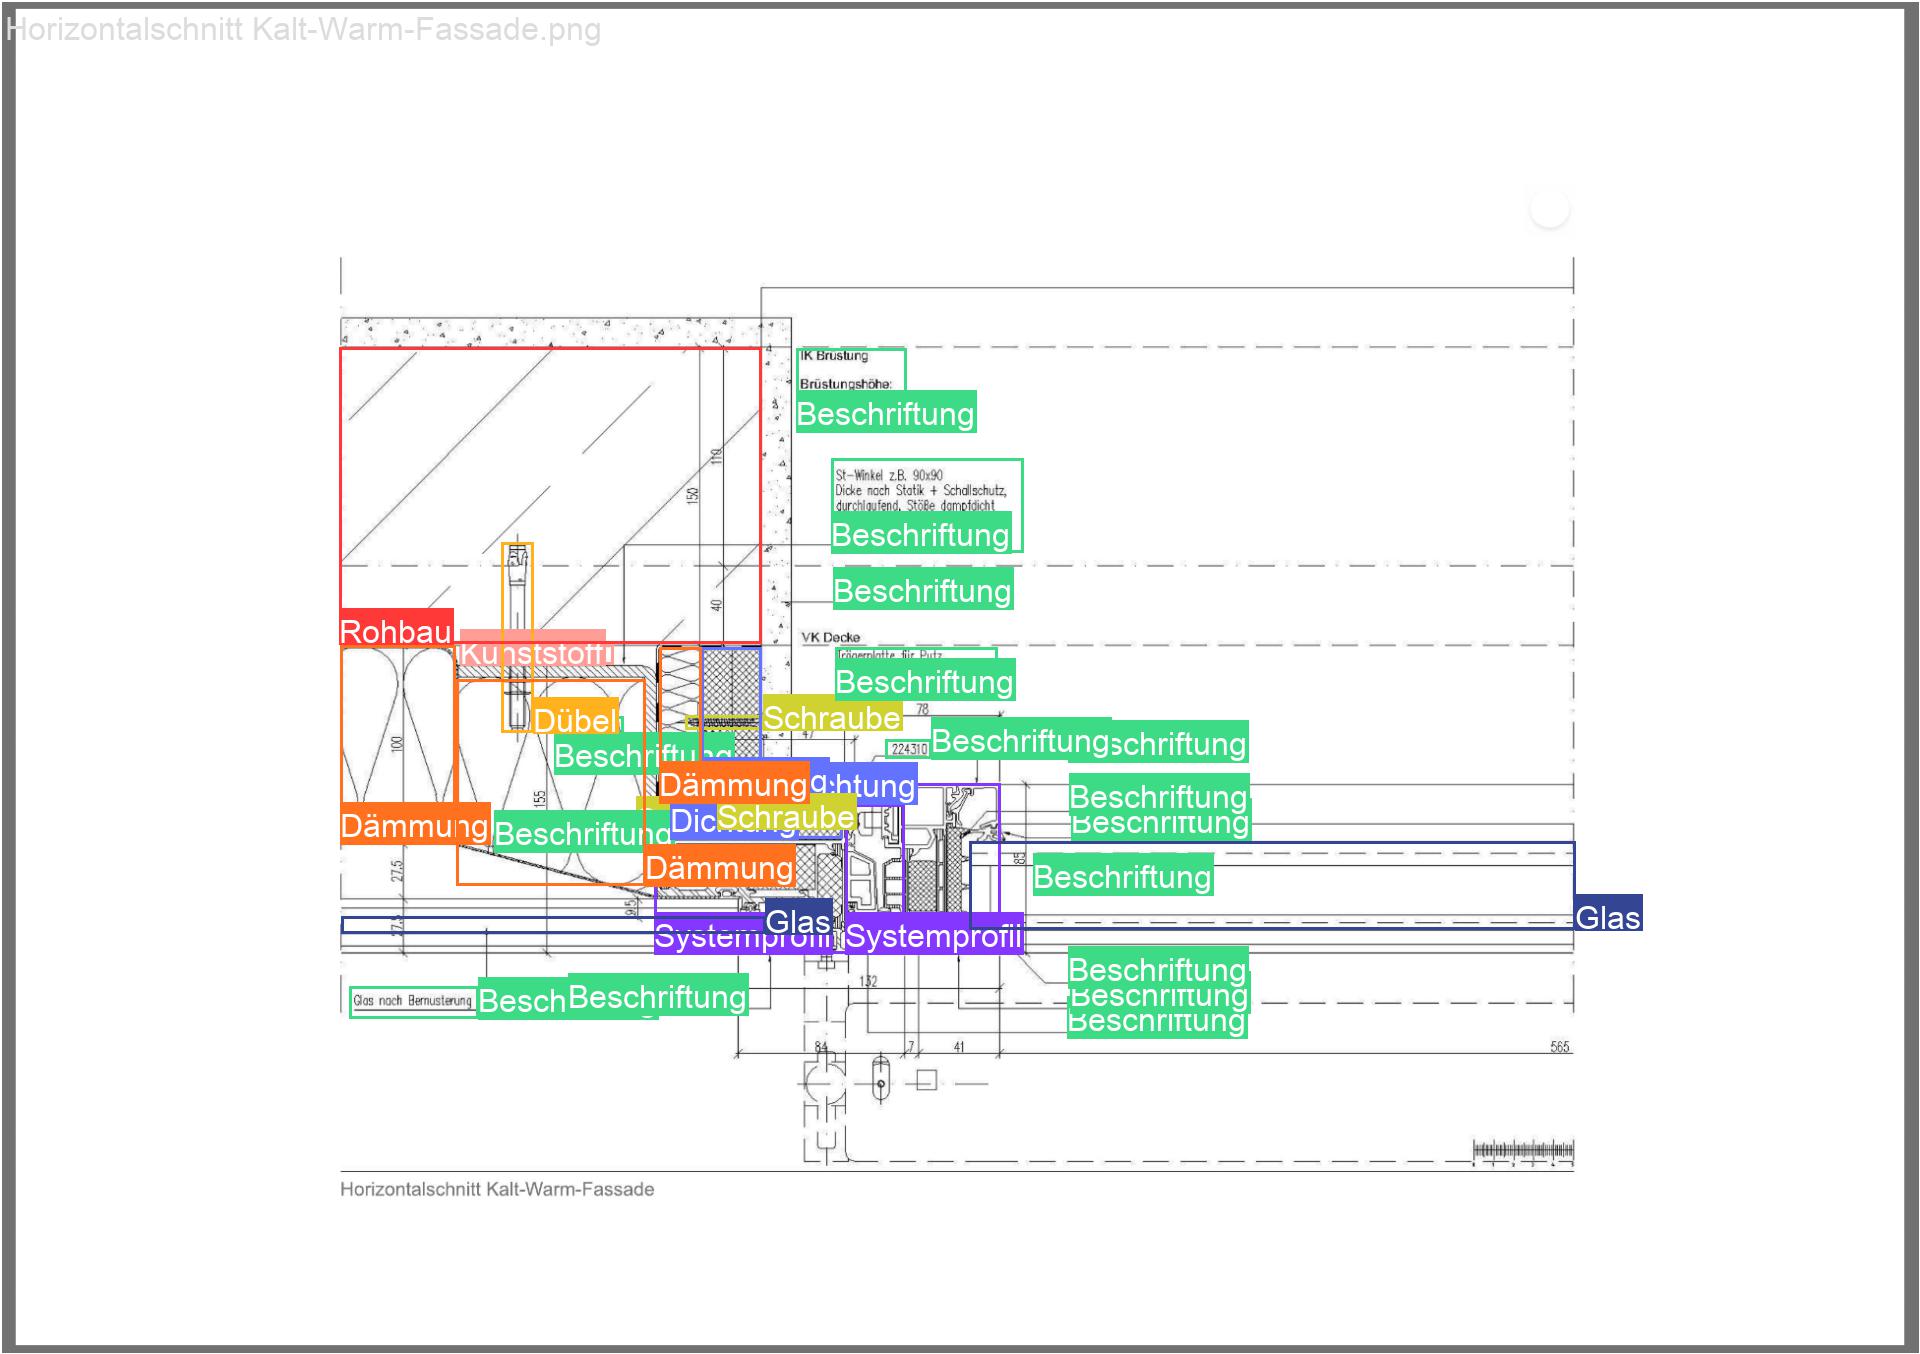 Horizontalschnitt Kalt-Warm-Fassade.png
IK Brüstung
Brüstungshöhe:
Beschriftung
110
150
St-Winkel z.B. 90x90
Dicke nach Statik + Schallschutz,
durchlaufend, Stöße dampfdicht
Beschriftung
Beschriftung
40
Rohbau
Kunststoff
VK Decke
Trägerplatte für Putz
Beschriftung
Dübel
Schraube
78
47
100
Beschriftung
224310
Beschriftung
schriftung
Dämmung
chtung
155
Beschriftung
Dämmung
Beschriftung
Dichtung
Schraube
Beschriftung
85
27,5
Dämmung
Beschriftung
9,5
27,5
Glas
Glas
Systemprofil
Systemprofil
Beschriftung
Glas nach Bemusterung
Besch
Beschriftung
132
Beschriftung
Beschriftung
84
7
41
565
Horizontalschnitt Kalt-Warm-Fassade